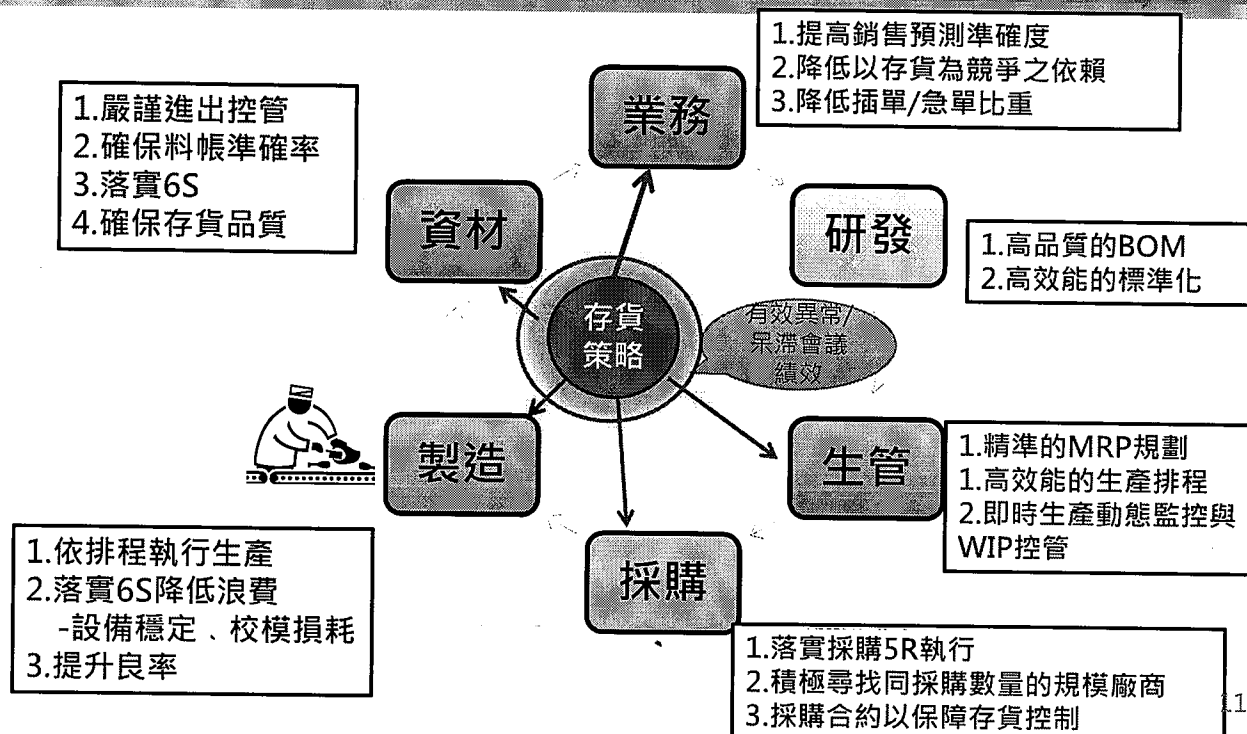 1.提高銷售預測準確度
2.降低以存貨為競爭之依賴
3.降低插單/急單比重
業務
1.嚴謹進出控管
2.確保料帳準確率
3.落實6S
4.確保存貨品質
資材
研發
1.高品質的BOM
2.高效能的標準化
存貨
策略
有效異常/
呆滯會議
績效
製造
生管
1.精準的MRP規劃
1.高效能的生產排程
2.即時生產動態監控與
WIP控管
1.依排程執行生產
2.落實6S降低浪費
-設備穩定﹑校模損耗
3.提升良率
採購
1.落實採購5R執行
2.積極尋找同採購數量的規模廠商
3.採購合約以保障存貨控制
11